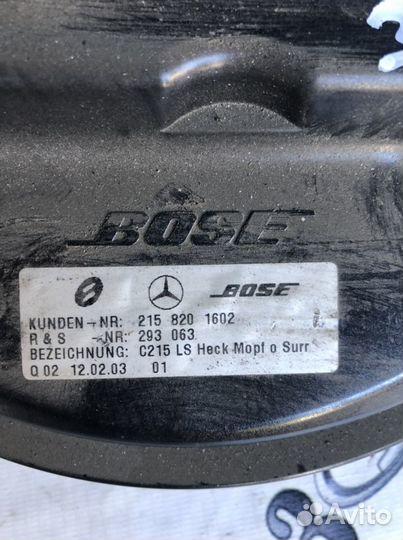 BOSE
BOSE
KUNDEN-NR: 215 820 1602
R & S -NR: 293 063
BEZEICHNUNG: C215 LS Heck Mopf o Surr
Q 02 12.02.03 01
Avito